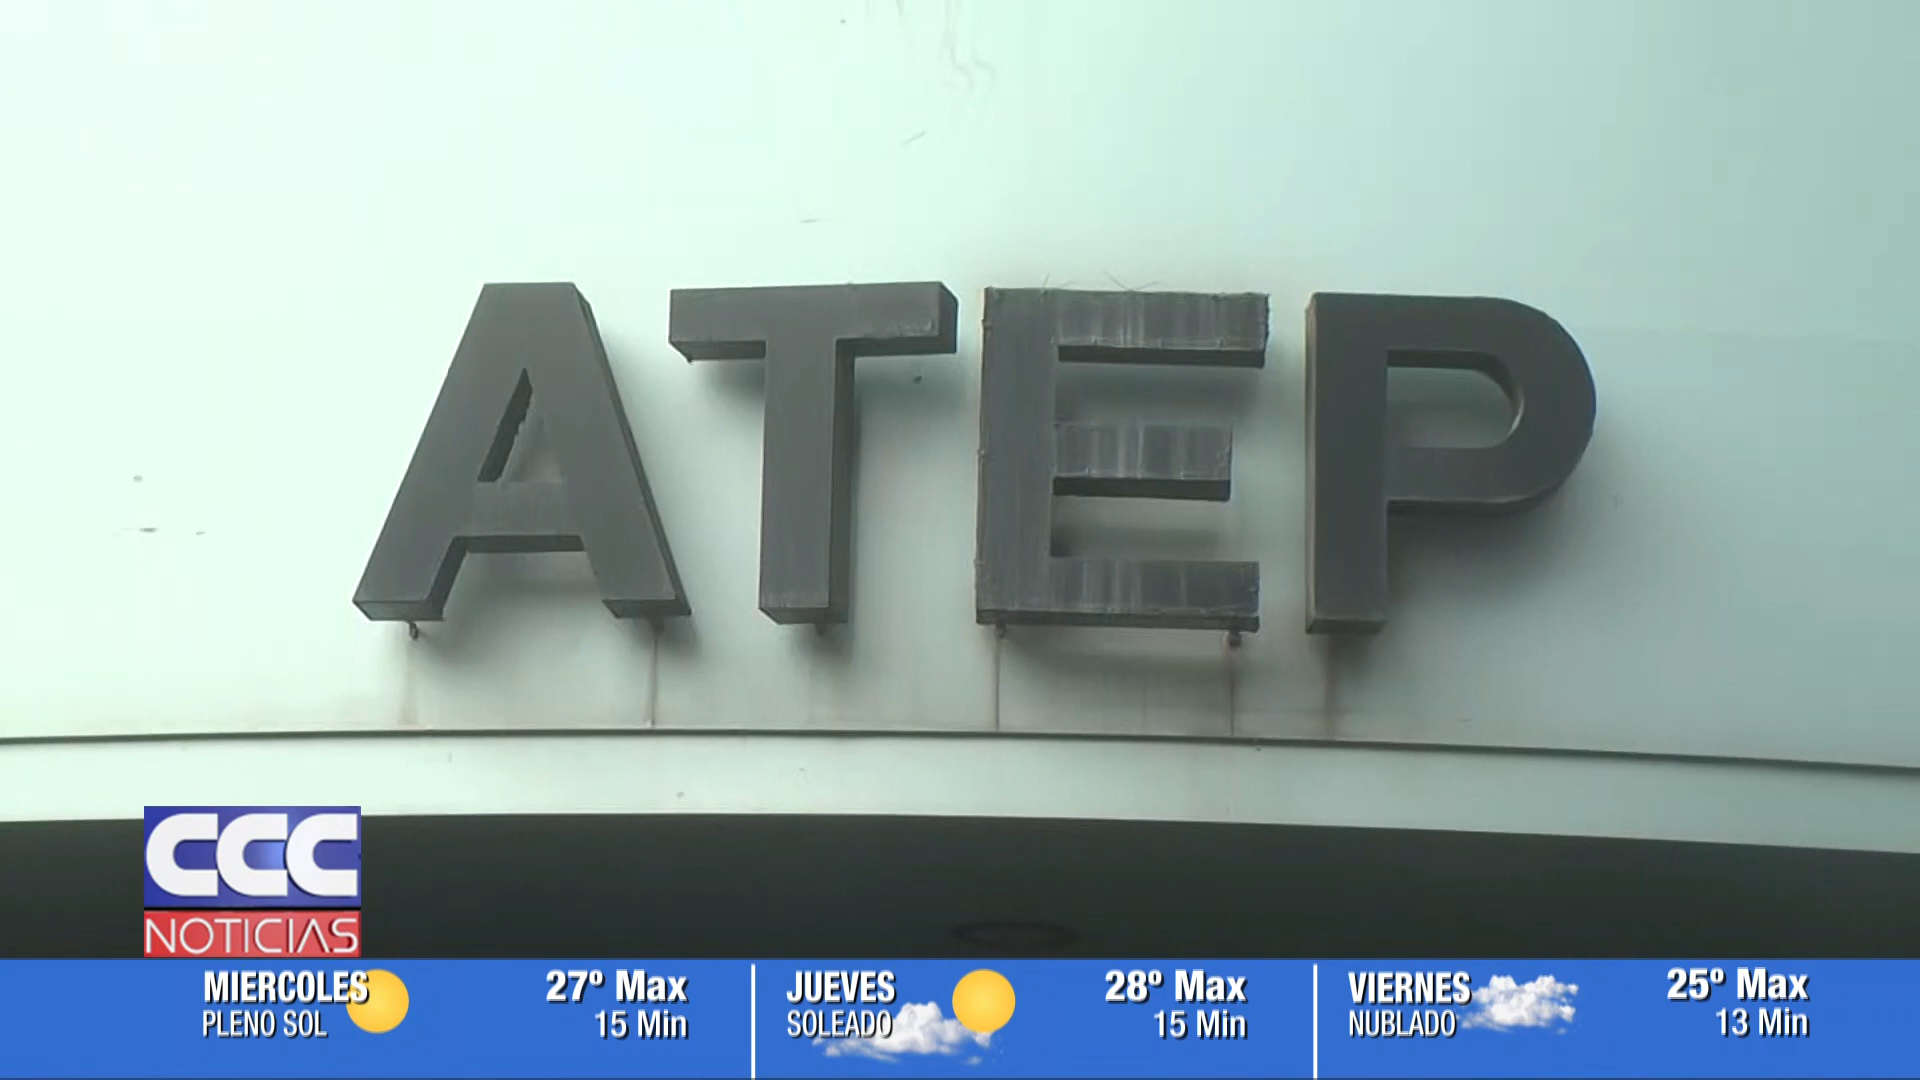 ATEP
CCC
NOTICIAS
MIERCOLES
PLENO SOL
27º Max
15 Min
JUEVES
SOLEADO
28º Max
15 Min
VIERNES
NUBLADO
25º Max
13 Min